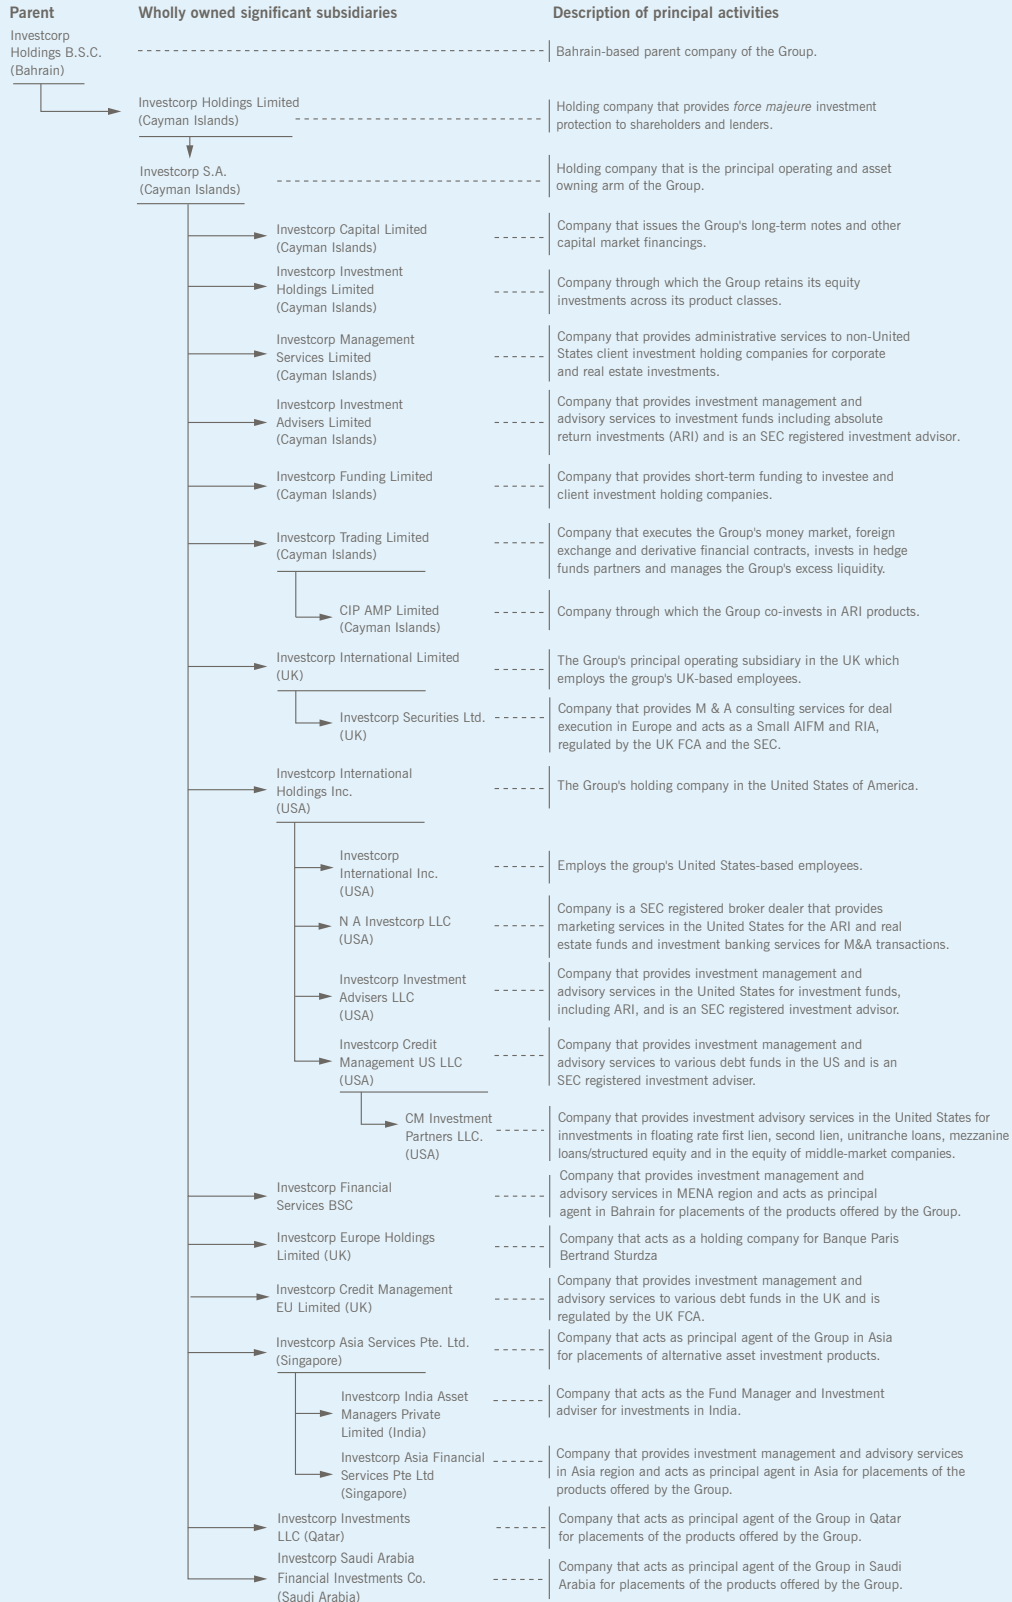 Parent
Wholly owned significant subsidiaries
Description of principal activities
Investcorp
Holdings B.S.C.
(Bahrain)
Bahrain-based parent company of the Group.
Investcorp Holdings Limited
(Cayman Islands)
Holding company that provides force majeure investment
protection to shareholders and lenders.
Investcorp S.A.
(Cayman Islands)
Holding company that is the principal operating and asset
owning arm of the Group.
Investcorp Capital Limited
(Cayman Islands)
Company that issues the Group's long-term notes and other
capital market financings.
Investcorp Investment
Holdings Limited
(Cayman Islands)
Company through which the Group retains its equity
investments across its product classes.
Investcorp Management
Services Limited
(Cayman Islands)
Company that provides administrative services to non-United
States client investment holding companies for corporate
and real estate investments.
Investcorp Investment
Advisers Limited
(Cayman Islands)
Company that provides investment management and
advisory services to investment funds including absolute
return investments (ARI) and is an SEC registered investment advisor.
Investcorp Funding Limited
(Cayman Islands)
Company that provides short-term funding to investee and
client investment holding companies.
Investcorp Trading Limited
(Cayman Islands)
Company that executes the Group's money market, foreign
exchange and derivative financial contracts, invests in hedge
funds partners and manages the Group's excess liquidity.
CIP AMP Limited
(Cayman Islands)
Company through which the Group co-invests in ARI products.
Investcorp International Limited
(UK)
The Group's principal operating subsidiary in the UK which
employs the group's UK-based employees.
Investcorp Securities Ltd.
(UK)
Company that provides M & A consulting services for deal
execution in Europe and acts as a Small AIFM and RIA,
regulated by the UK FCA and the SEC.
Investcorp International
Holdings Inc.
(USA)
The Group's holding company in the United States of America.
Investcorp
International Inc.
(USA)
Employs the group's United States-based employees.
N A Investcorp LLC
(USA)
Company is a SEC registered broker dealer that provides
marketing services in the United States for the ARI and real
estate funds and investment banking services for M&A transactions.
Investcorp Investment
Advisers LLC
(USA)
Company that provides investment management and
advisory services in the United States for investment funds,
including ARI, and is an SEC registered investment advisor.
Investcorp Credit
Management US LLC
(USA)
Company that provides investment management and
advisory services to various debt funds in the US and is an
SEC registered investment adviser.
CM Investment
Partners LLC.
(USA)
Company that provides investment advisory services in the United States for
innvestments in floating rate first lien, second lien, unitranche loans, mezzanine
loans/structured equity and in the equity of middle-market companies.
Investcorp Financial
Services BSC
Company that provides investment management and
advisory services in MENA region and acts as principal
agent in Bahrain for placements of the products offered by the Group.
Investcorp Europe Holdings
Limited (UK)
Company that acts as a holding company for Banque Paris
Bertrand Sturdza
Investcorp Credit Management
EU Limited (UK)
Company that provides investment management and
advisory services to various debt funds in the UK and is
regulated by the UK FCA.
Investcorp Asia Services Pte. Ltd.
(Singapore)
Company that acts as principal agent of the Group in Asia
for placements of alternative asset investment products.
Investcorp India Asset
Managers Private
Limited (India)
Company that acts as the Fund Manager and Investment
adviser for investments in India.
Investcorp Asia Financial
Services Pte Ltd
(Singapore)
Company that provides investment management and advisory services
in Asia region and acts as principal agent in Asia for placements of the
products offered by the Group.
Investcorp Investments
LLC (Qatar)
Company that acts as principal agent of the Group in Qatar
for placements of the products offered by the Group.
Investcorp Saudi Arabia
Financial Investments Co.
(Saudi Arabia)
Company that acts as principal agent of the Group in Saudi
Arabia for placements of the products offered by the Group.